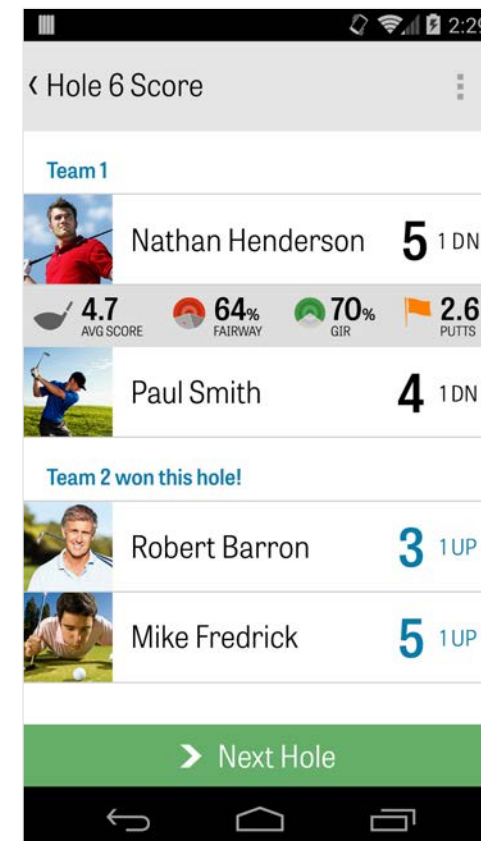 2:29
‹ Hole 6 Score
Team 1
Nathan Henderson 5 1 DN
4.7 AVG SCORE 64% FAIRWAY 70% GIR 2.6 PUTTS
Paul Smith 4 1 DN
Team 2 won this hole!
Robert Barron 3 1 UP
Mike Fredrick 5 1 UP
Next Hole